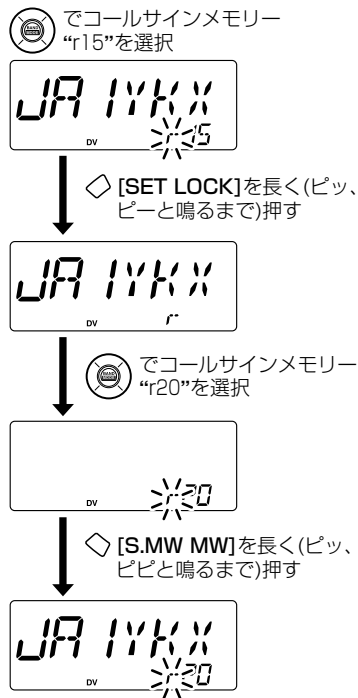 でコールサインメモリー
“r15”を選択
JA1YKX
DV r15
[SET LOCK]を長く(ピッ、
ピーと鳴るまで)押す
JA1YKX
DV r
でコールサインメモリー
“r20”を選択
DV r20
[S.MW MW]を長く(ピッ、
ピピと鳴るまで)押す
JA1YKX
DV r20